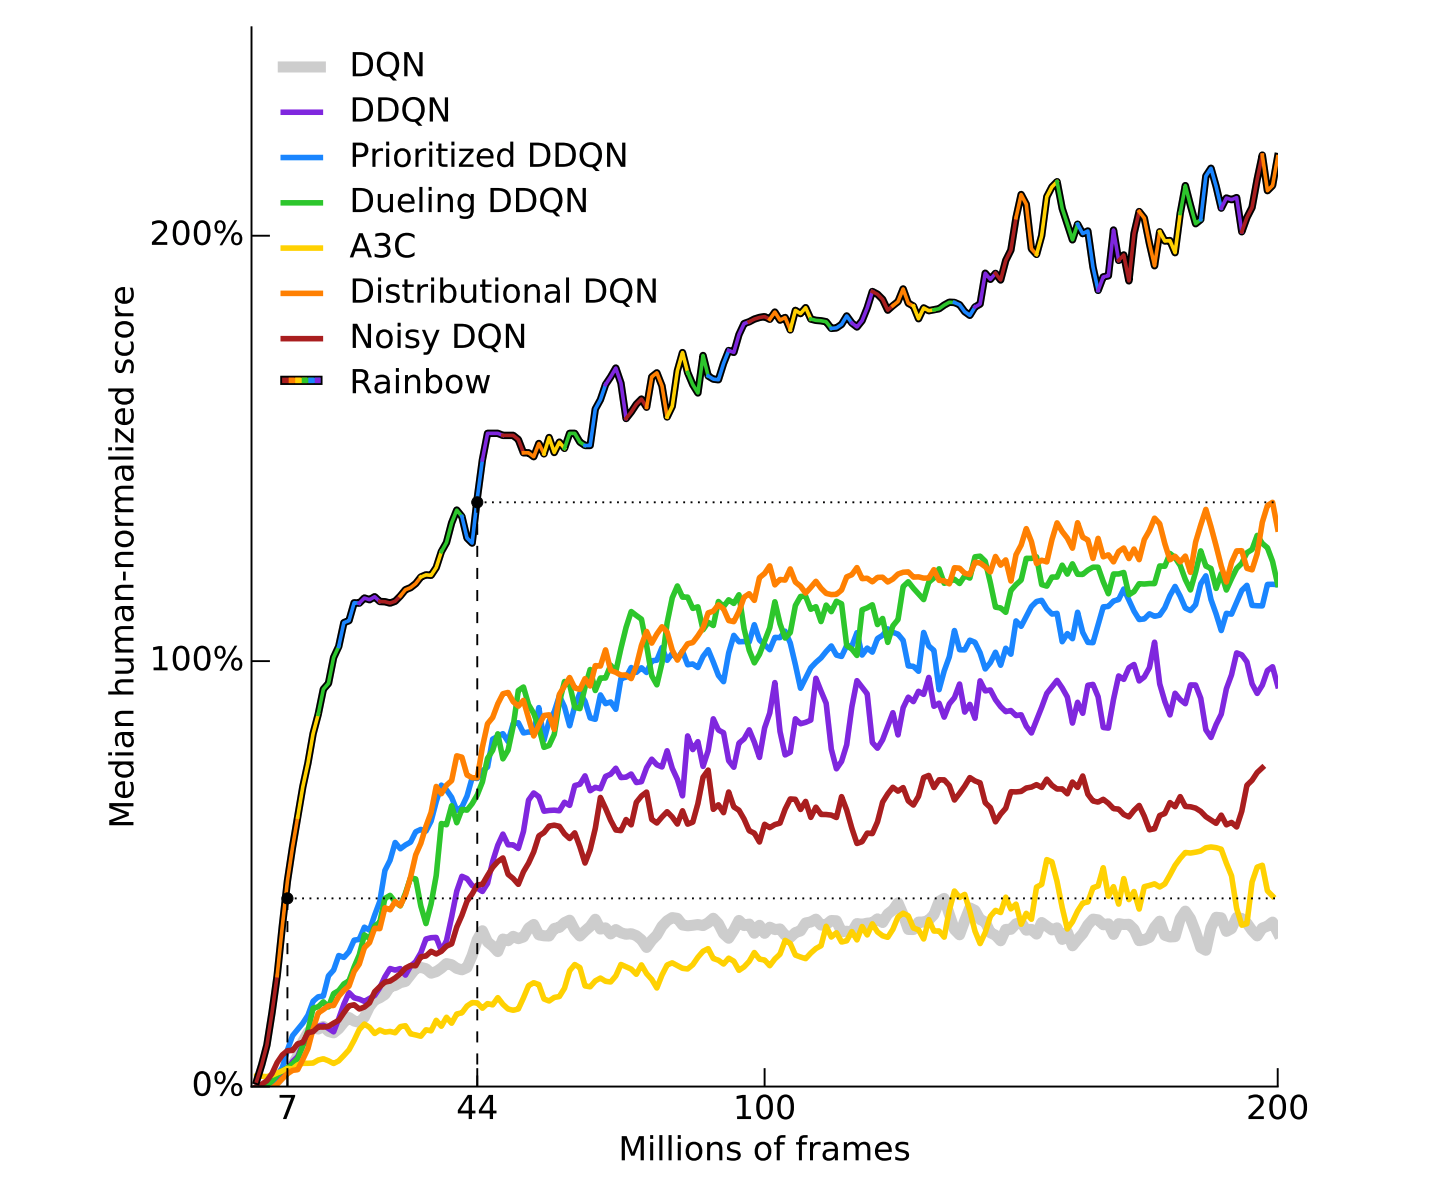 DQN
DDQN
Prioritized DDQN
Dueling DDQN
A3C
Distributional DQN
Noisy DQN
Rainbow
200%
100%
0%
Median human-normalized score
7 44 100 200
Millions of frames